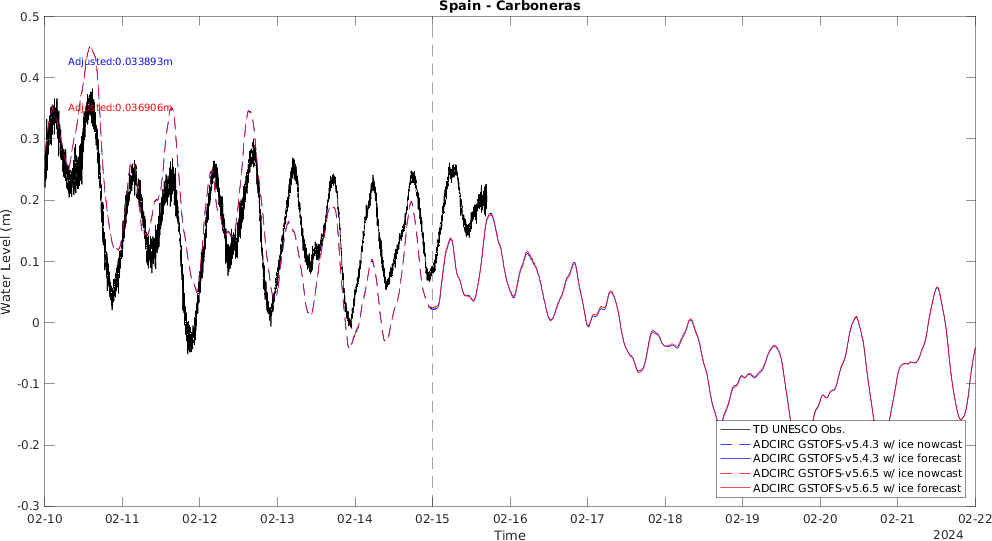 Spain - Carboneras
Water Level (m)
0.5
0.4
0.3
0.2
0.1
0
-0.1
-0.2
-0.3
Adjusted:0.033893m
Adjusted:0.036906m
TD UNESCO Obs.
ADCIRC GSTOFS-v5.4.3 w/ ice nowcast
ADCIRC GSTOFS-v5.4.3 w/ ice forecast
ADCIRC GSTOFS-v5.6.5 w/ ice nowcast
ADCIRC GSTOFS-v5.6.5 w/ ice forecast
02-10 02-11 02-12 02-13 02-14 02-15 02-16 02-17 02-18 02-19 02-20 02-21 02-22
Time
2024